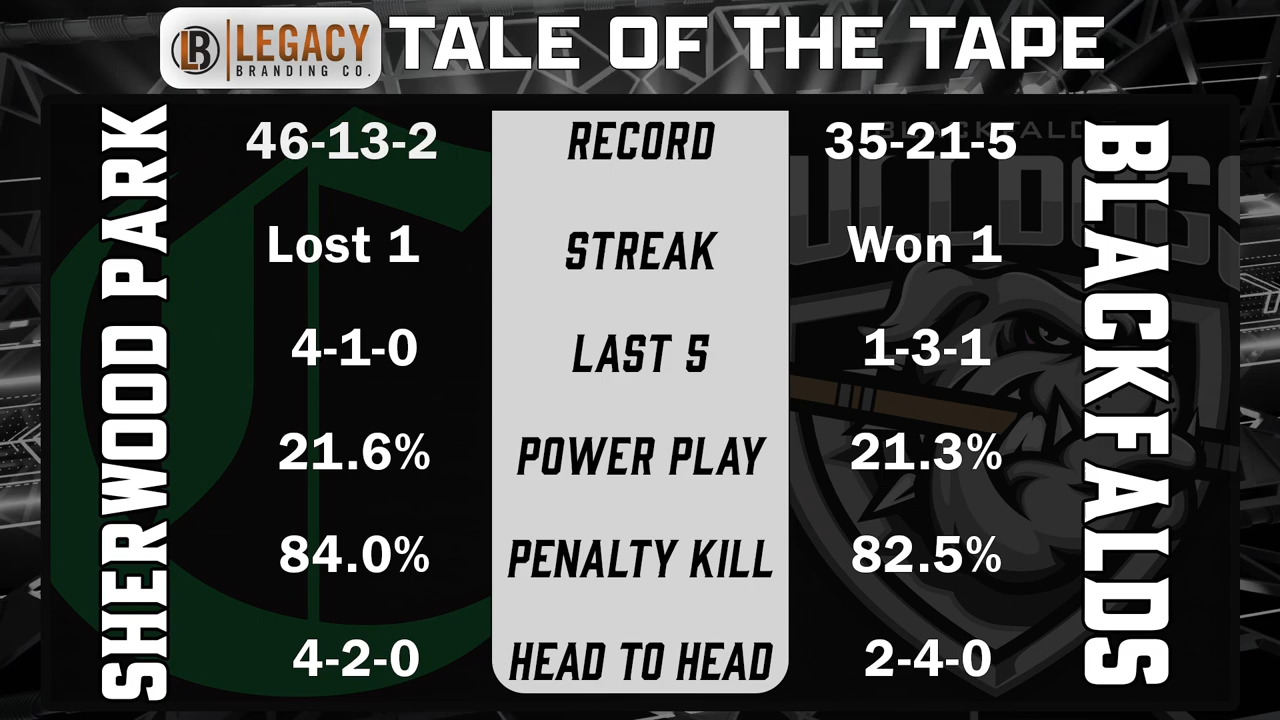 LB LEGACY BRANDING CO. TALE OF THE TAPE
SHERWOOD PARK
BLACKFALDS
BLACKFALDS
BULLDOGS
46-13-2 RECORD 35-21-5
Lost 1 STREAK Won 1
4-1-0 LAST 5 1-3-1
21.6% POWER PLAY 21.3%
84.0% PENALTY KILL 82.5%
4-2-0 HEAD TO HEAD 2-4-0